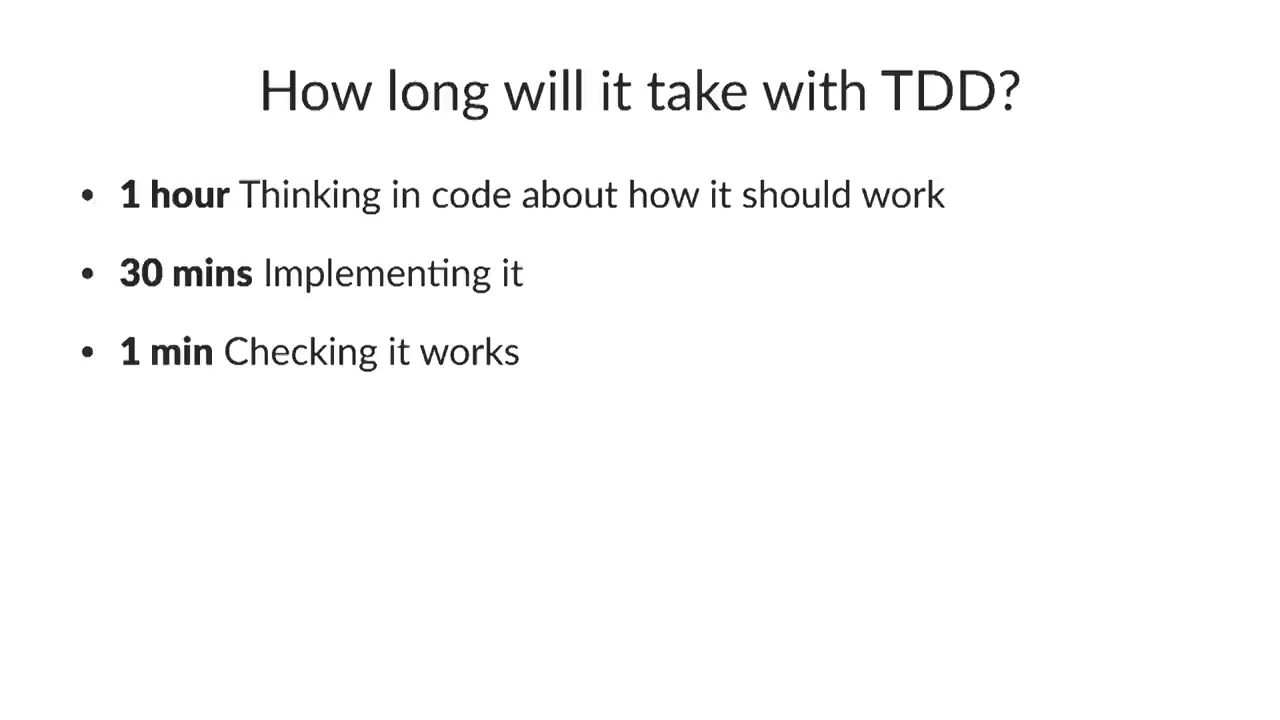 How long will it take with TDD?
• 1 hour Thinking in code about how it should work
• 30 mins Implementing it
• 1 min Checking it works